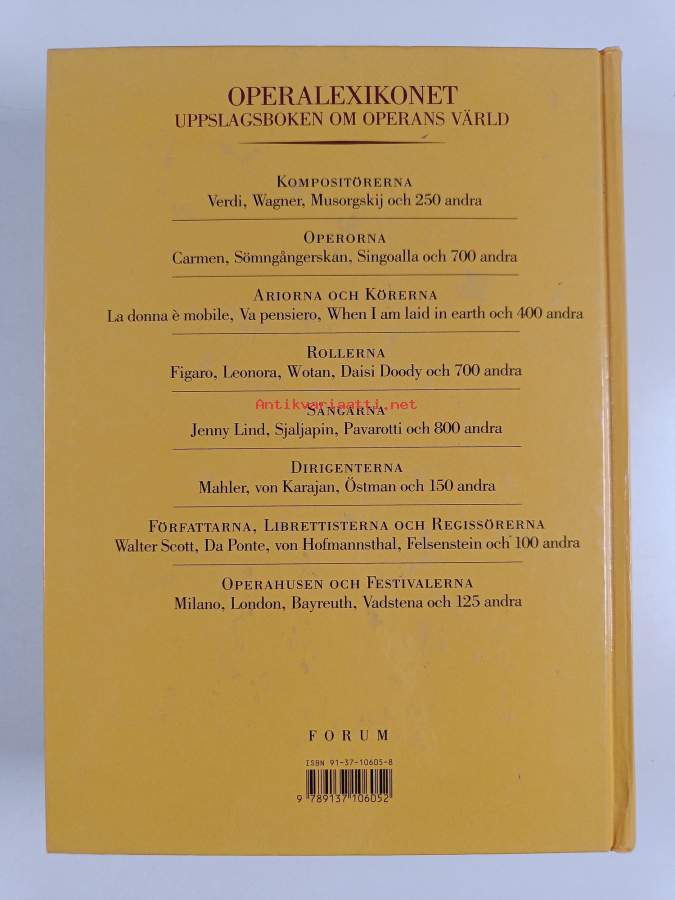 OPERALEXIKONET
UPPSLAGSBOKEN OM OPERANS VÄRLD
KOMPOSITÖRERNA
Verdi, Wagner, Musorgskij och 250 andra
OPERORNA
Carmen, Sömngångerskan, Singoalla och 700 andra
ARIORNA OCH KÖRERNA
La donna è mobile, Va pensiero, When I am laid in earth och 400 andra
ROLLERNA
Figaro, Leonora, Wotan, Daisi Doody och 700 andra
Antikvariaatti.net
SÅNGARNA
Jenny Lind, Sjaljapin, Pavarotti och 800 andra
DIRIGENTERNA
Mahler, von Karajan, Östman och 150 andra
FÖRFATTARNA, LIBRETTISTERNA OCH REGISSÖRERNA
Walter Scott, Da Ponte, von Hofmannsthal, Felsenstein och 100 andra
OPERAHUSEN OCH FESTIVALERNA
Milano, London, Bayreuth, Vadstena och 125 andra
FORUM
ISBN 91-37-10605-8
9 789137 106052